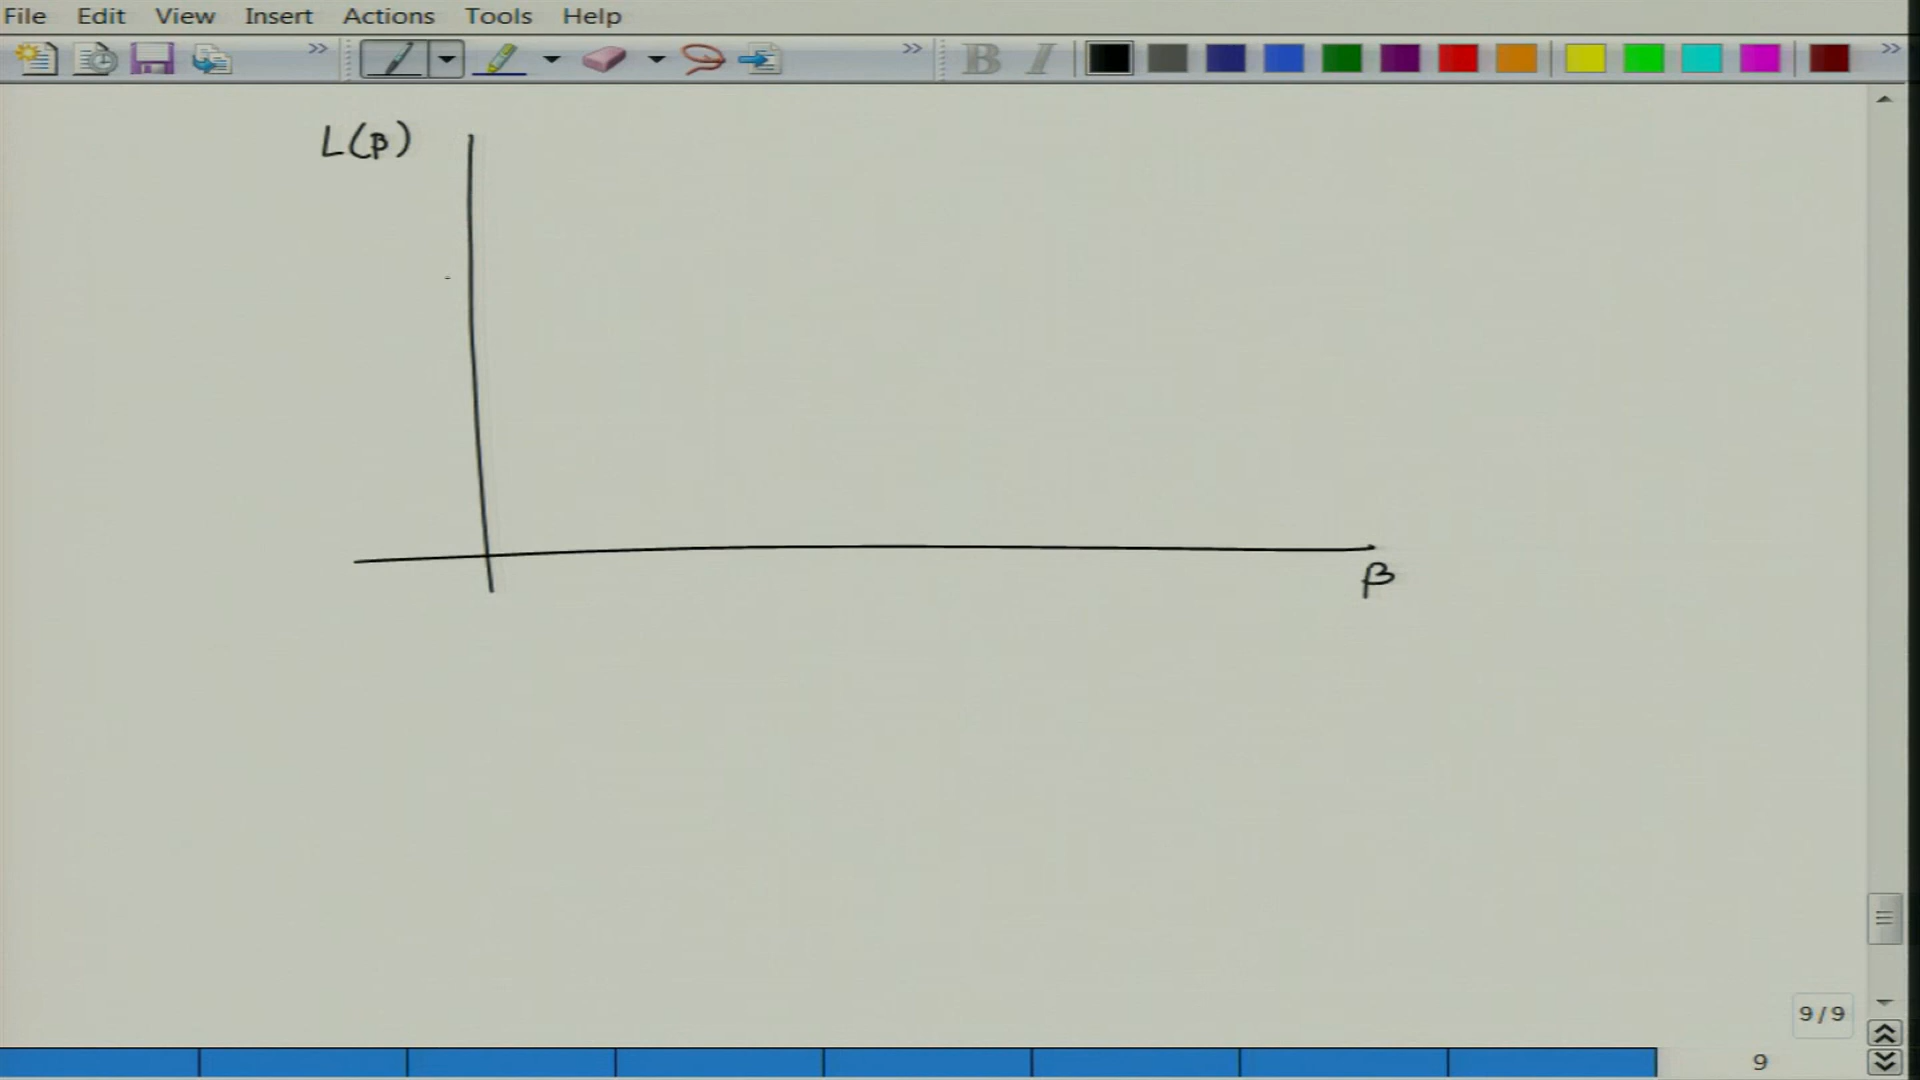 File Edit View Insert Actions Tools Help
B I
L(β)
β
9/9
9